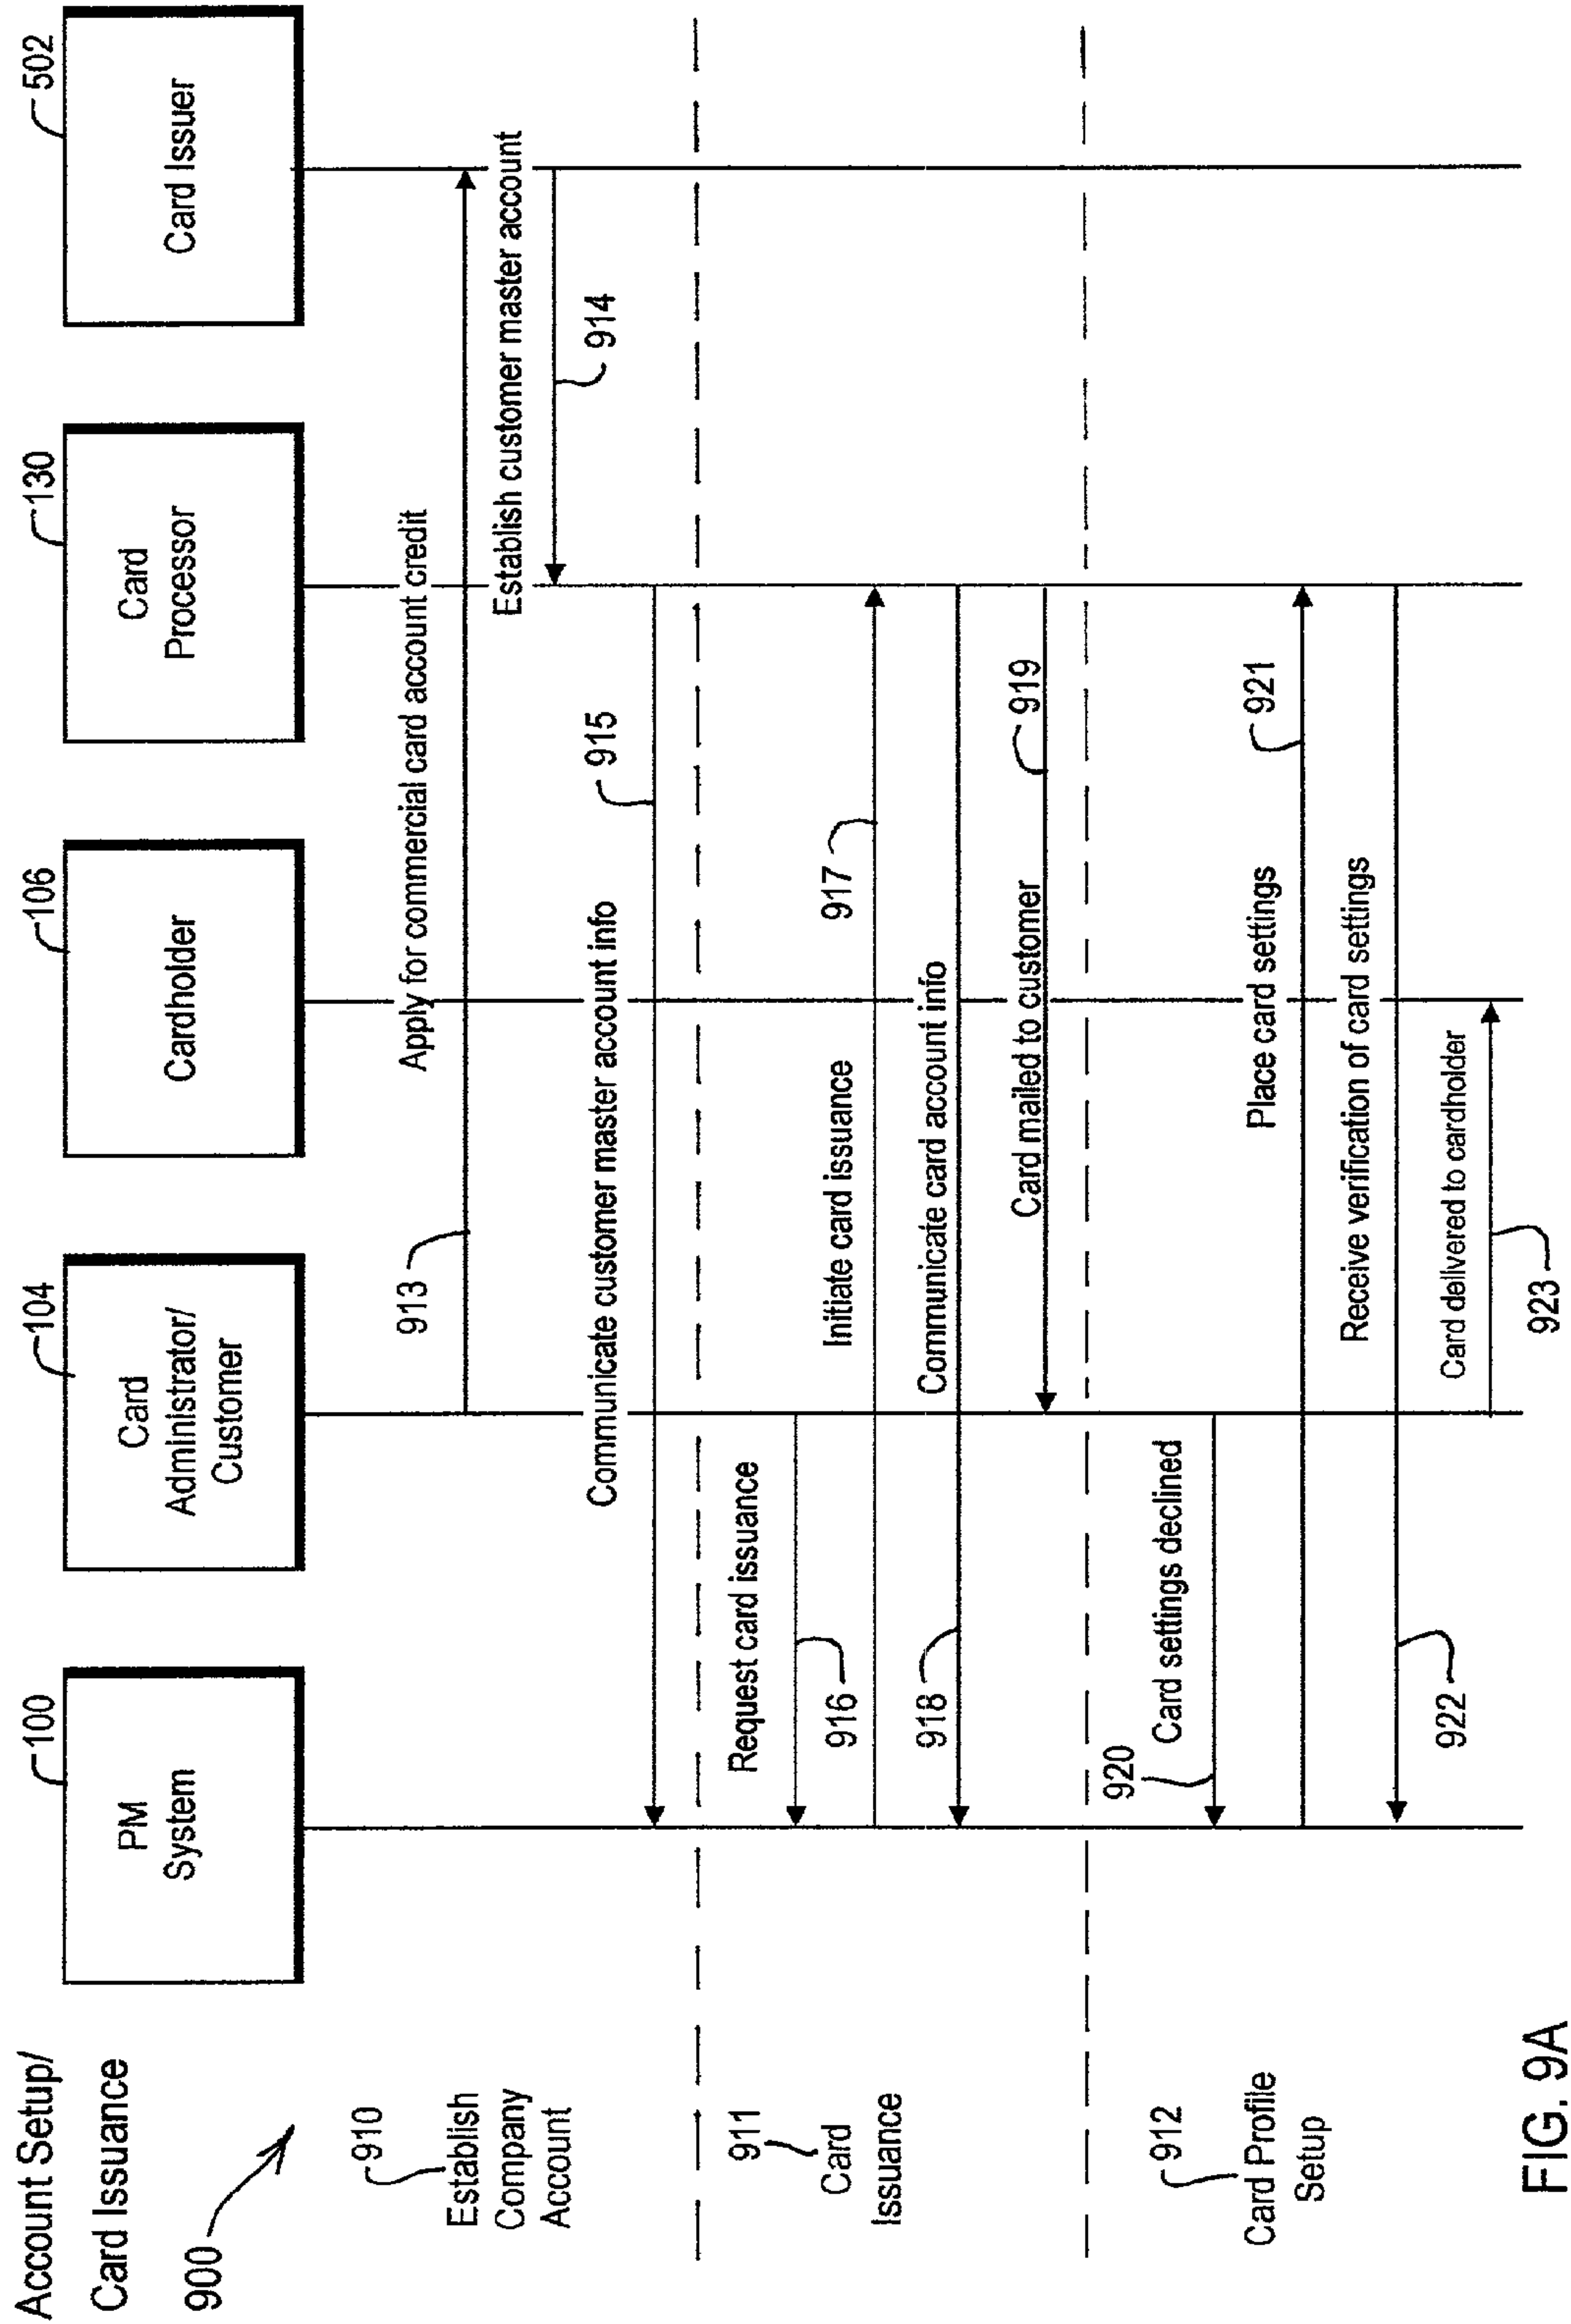 Account Setup/
Card Issuance
900
100
PM
System
104
Card
Administrator/
Customer
106
Cardholder
130
Card
Processor
502
Card Issuer
910
Establish
Company
Account
Apply for commercial card account credit
913
Establish customer master account
914
Communicate customer master account info
915
911
Card
Issuance
Request card issuance
916
Initiate card issuance
917
Communicate card account info
918
Card mailed to customer
919
912
Card Profile
Setup
920
Card settings declined
Place card settings
921
Receive verification of card settings
922
Card delivered to cardholder
923
FIG. 9A